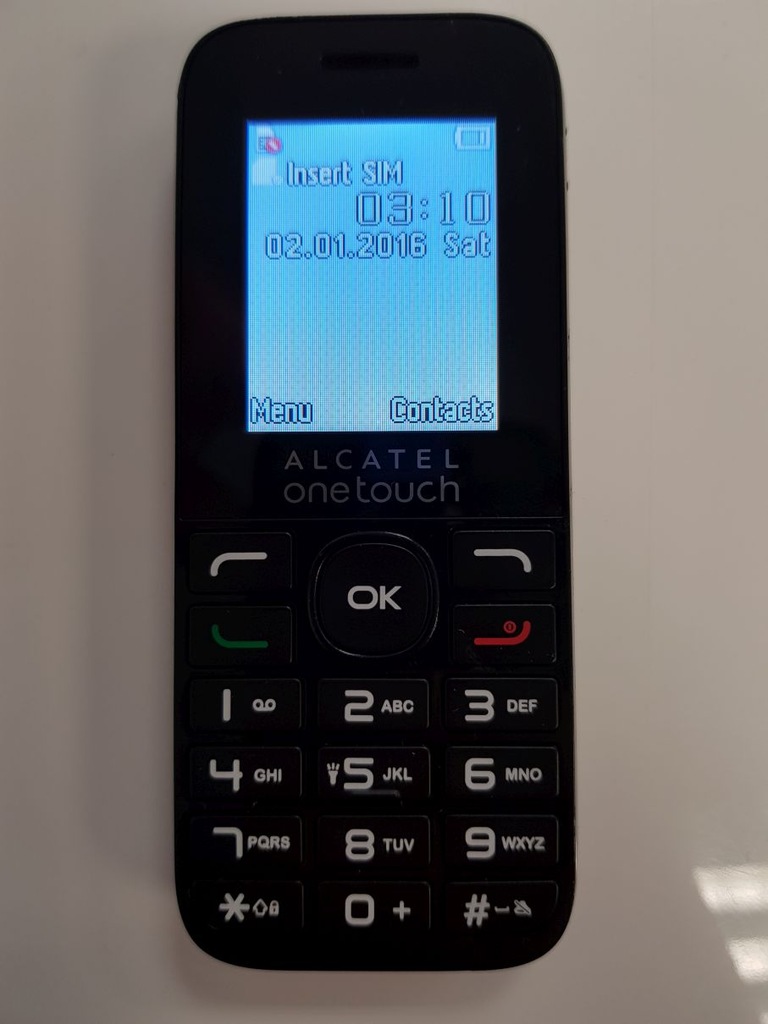 Insert SIM
03:10
02.01.2016 Sat
Menu Contacts
ALCATEL
onetouch
OK
1 2 ABC 3 DEF
4 GHI 5 JKL 6 MNO
7 PQRS 8 TUV 9 WXYZ
* 0 + #